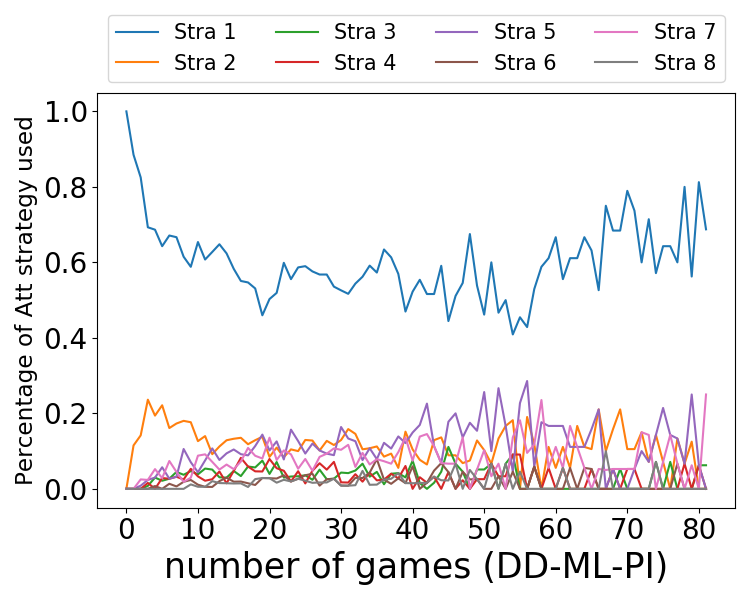 Stra 1 Stra 3 Stra 5 Stra 7
Stra 2 Stra 4 Stra 6 Stra 8
Percentage of Att strategy used
1.0
0.8
0.6
0.4
0.2
0.0
0 10 20 30 40 50 60 70 80
number of games (DD-ML-PI)